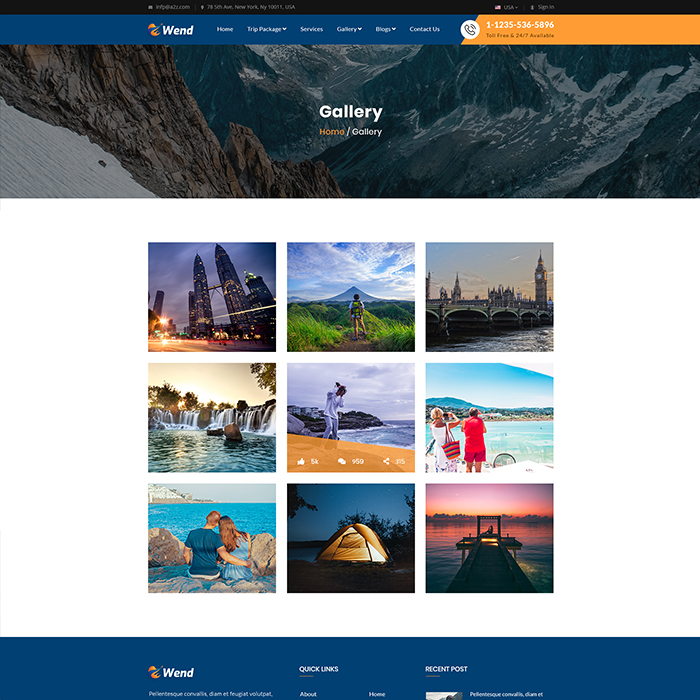 info@a2z.com
78 5th Ave, New York, Ny 10011, USA
USA
Sign In
Wend
Home
Trip Package
Services
Gallery
Blogs
Contact Us
1-1235-536-5896
Toll Free & 24/7 Available
Gallery
Home / Gallery
5k
959
315
Wend
Pellentesque convallis, diam et feugiat volutpat,
QUICK LINKS
About
Home
RECENT POST
Pellentesque convallis, diam et